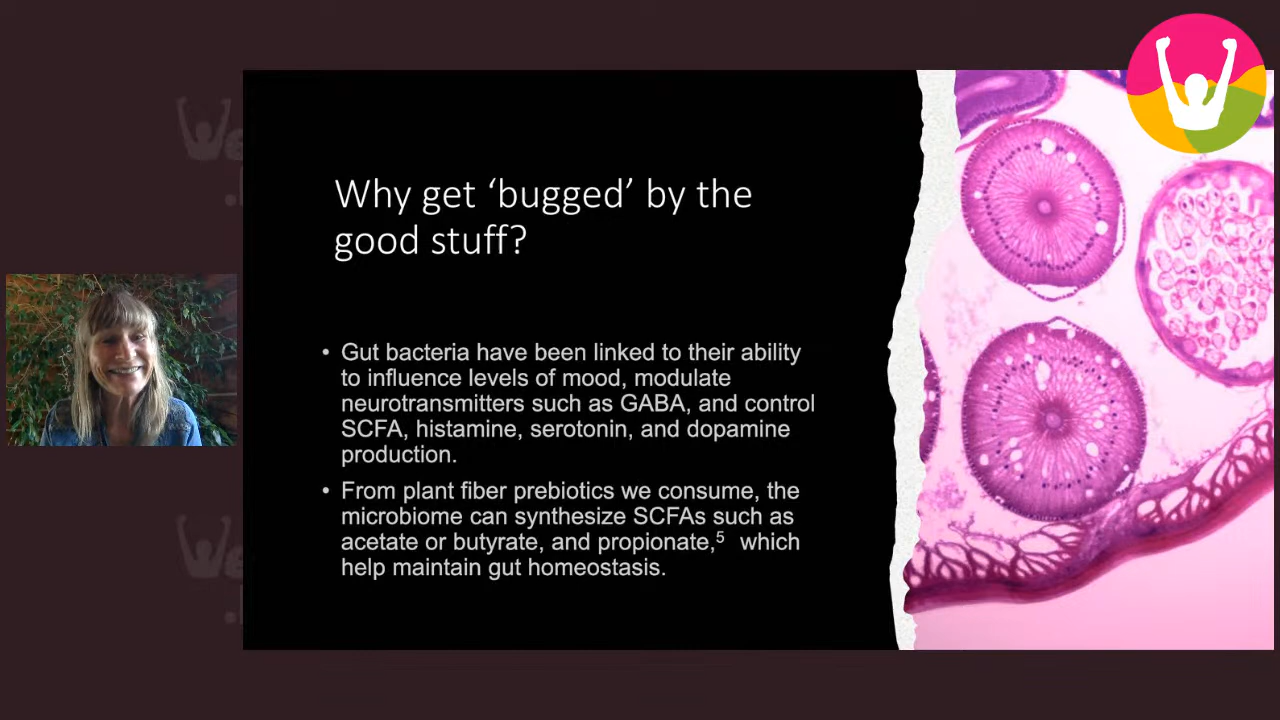 Why get ‘bugged’ by the
good stuff?
• Gut bacteria have been linked to their ability
to influence levels of mood, modulate
neurotransmitters such as GABA, and control
SCFA, histamine, serotonin, and dopamine
production.
• From plant fiber prebiotics we consume, the
microbiome can synthesize SCFAs such as
acetate or butyrate, and propionate,⁵ which
help maintain gut homeostasis.